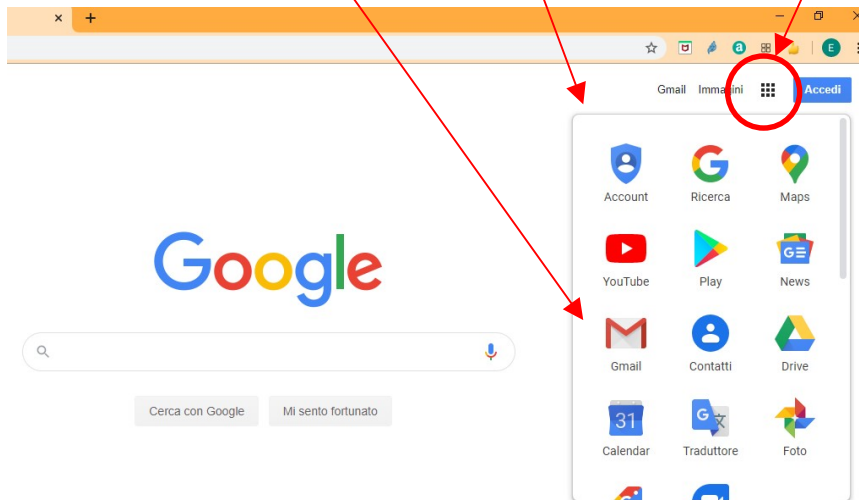 Gmail Immagini Accedi
Account Ricerca Maps
Google
YouTube Play News
Gmail Contatti Drive
Cerca con Google Mi sento fortunato
31
Calendar Traduttore Foto